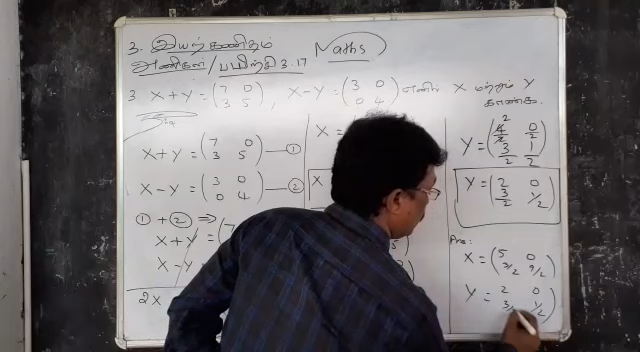 3. இயற்கணிதம்
Maths
அணிகள் / பயிற்சி 3.17
3 X+Y = (7 0 3 5), X-Y = (3 0 0 4) எனில் X மற்றும் Y
காண்க.
X+Y = (7 0 3 5) — ①
X-Y = (3 0 0 4) — ②
① + ② ⇒
X+Y = (7
X-Y
2X
X =
X
Y = (4/2 0/2 3/2 1/2)
Y = (2 0 3/2 1/2)
Ans:
X = (5 0 3/2 9/2)
Y = (2 0 3/ 1/2)